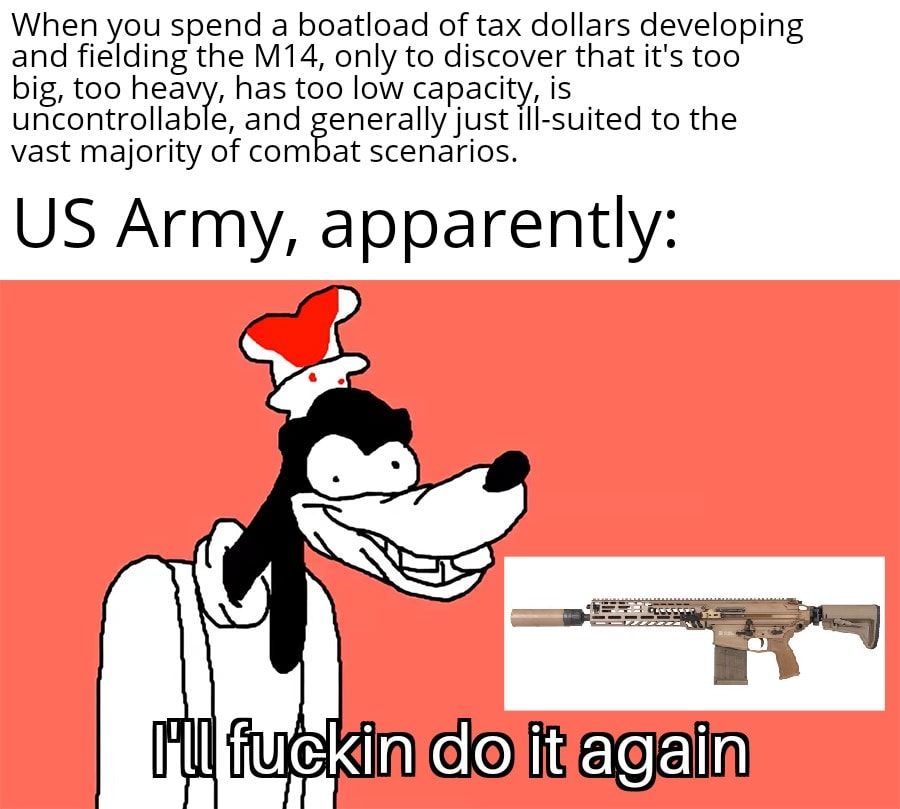 When you spend a boatload of tax dollars developing
and fielding the M14, only to discover that it's too
big, too heavy, has too low capacity, is
uncontrollable, and generally just ill-suited to the
vast majority of combat scenarios.
US Army, apparently:
I'll fuckin do it again